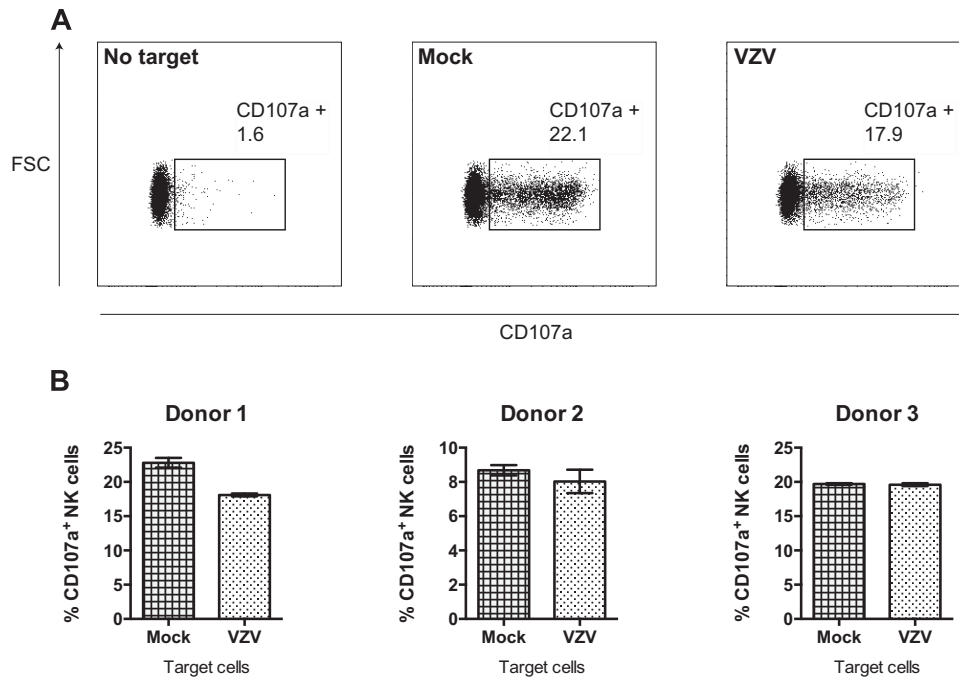 A
No target
Mock
VZV
CD107a +
1.6
CD107a +
22.1
CD107a +
17.9
FSC
CD107a
B
Donor 1
Donor 2
Donor 3
% CD107a⁺ NK cells
25
20
15
10
5
0
Mock
VZV
Target cells
% CD107a⁺ NK cells
10
8
6
4
2
0
Mock
VZV
Target cells
% CD107a⁺ NK cells
25
20
15
10
5
0
Mock
VZV
Target cells